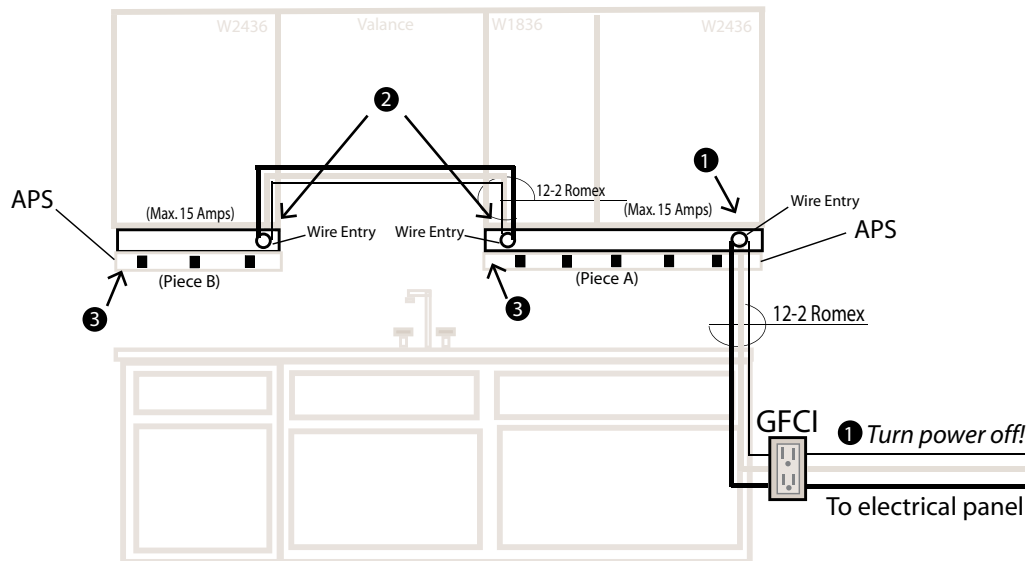 W2436
Valance
W1836
W2436
2
1
12-2 Romex
APS
(Max. 15 Amps)
(Max. 15 Amps)
Wire Entry
Wire Entry
Wire Entry
APS
(Piece B)
(Piece A)
3
3
12-2 Romex
GFCI
1 Turn power off!
To electrical panel